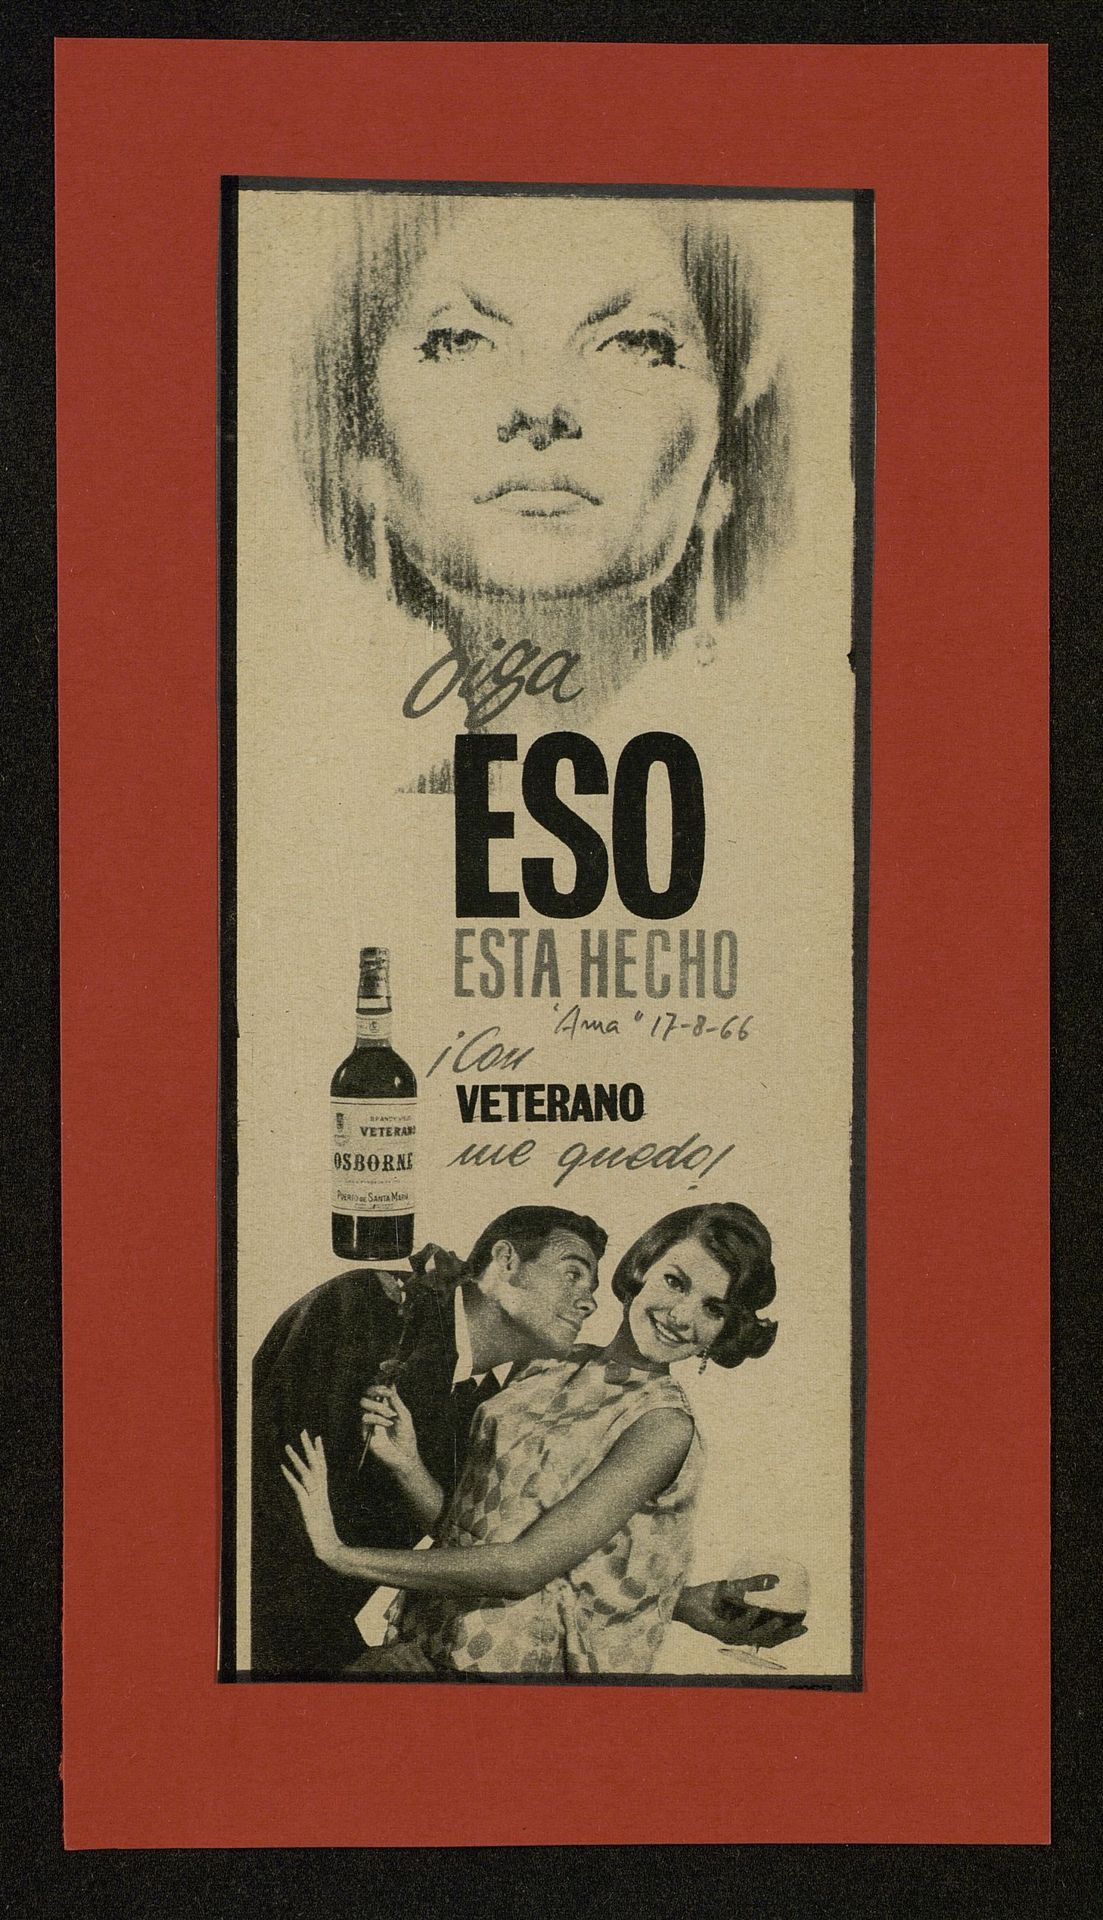 diga
ESO
ESTA HECHO
"Ama" 17-8-66
¡Con
VETERANO
me quedo!
VETERANO
OSBORNE
PUERTO DE SANTA MARIA